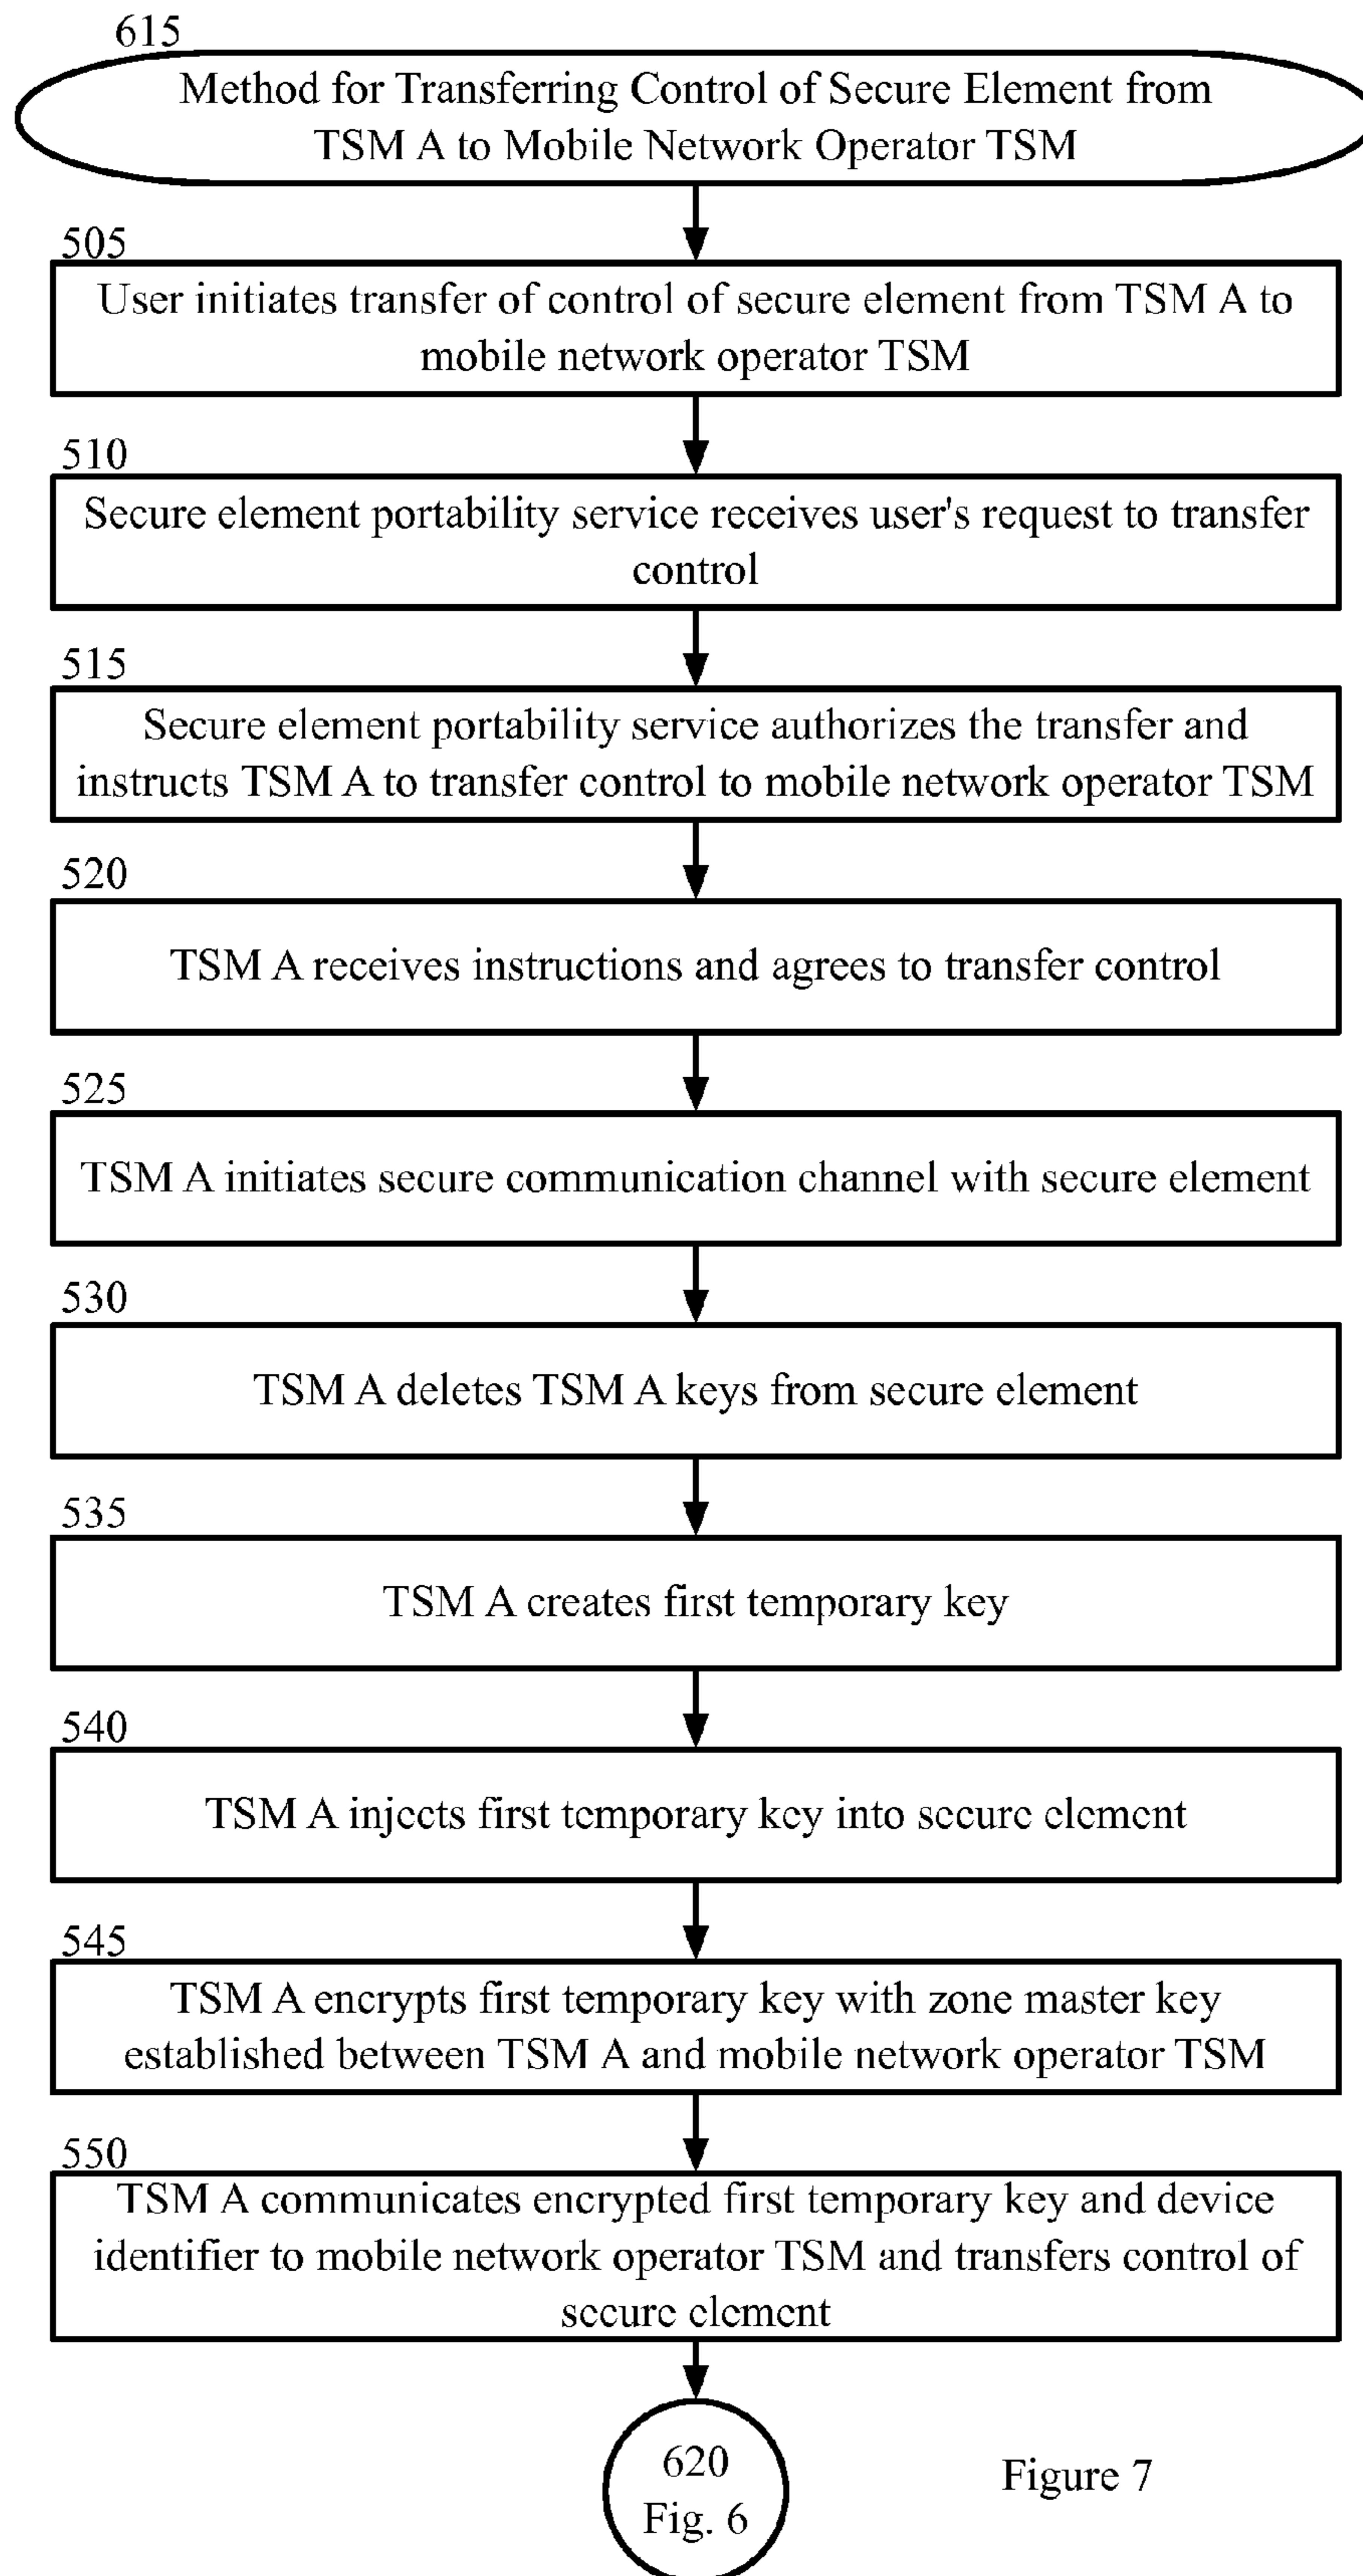 615
Method for Transferring Control of Secure Element from
TSM A to Mobile Network Operator TSM
505
User initiates transfer of control of secure element from TSM A to
mobile network operator TSM
510
Secure element portability service receives user's request to transfer
control
515
Secure element portability service authorizes the transfer and
instructs TSM A to transfer control to mobile network operator TSM
520
TSM A receives instructions and agrees to transfer control
525
TSM A initiates secure communication channel with secure element
530
TSM A deletes TSM A keys from secure element
535
TSM A creates first temporary key
540
TSM A injects first temporary key into secure element
545
TSM A encrypts first temporary key with zone master key
established between TSM A and mobile network operator TSM
550
TSM A communicates encrypted first temporary key and device
identifier to mobile network operator TSM and transfers control of
secure element
620
Fig. 6
Figure 7